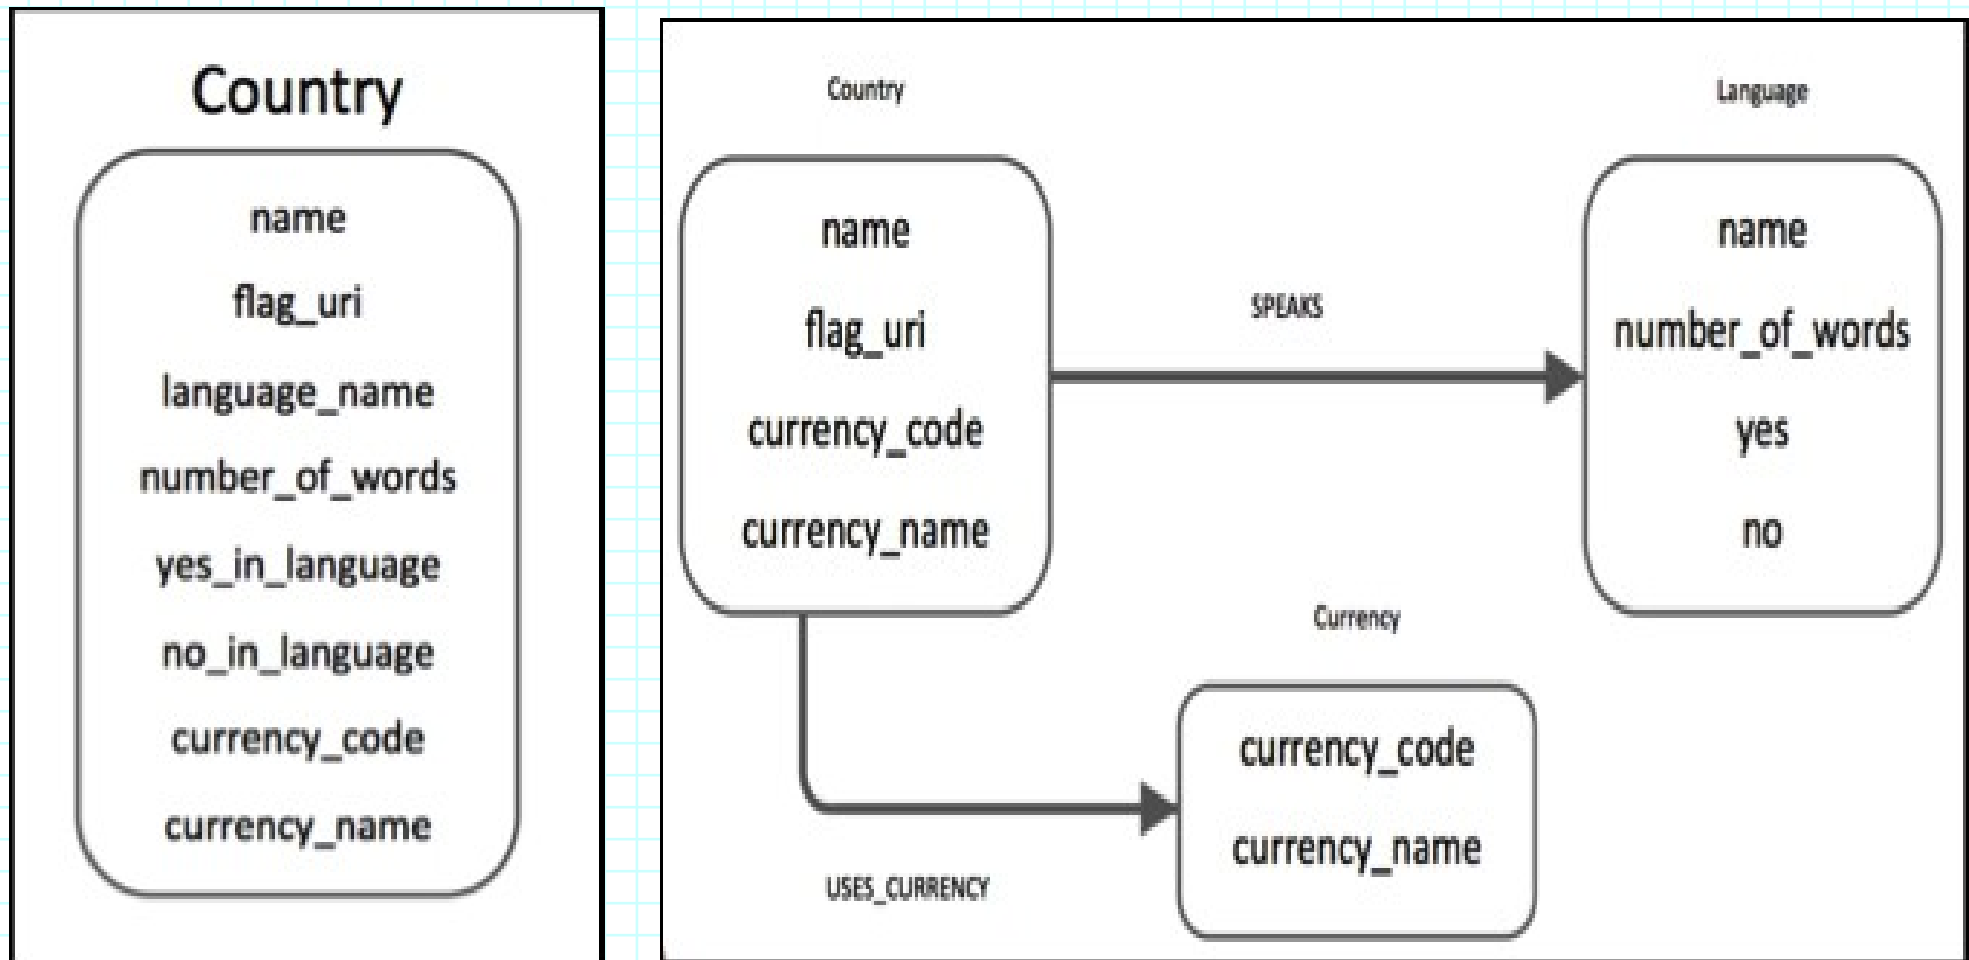 Country
name
flag_uri
language_name
number_of_words
yes_in_language
no_in_language
currency_code
currency_name
Country
name
flag_uri
currency_code
currency_name
SPEAKS
Language
name
number_of_words
yes
no
USES_CURRENCY
Currency
currency_code
currency_name